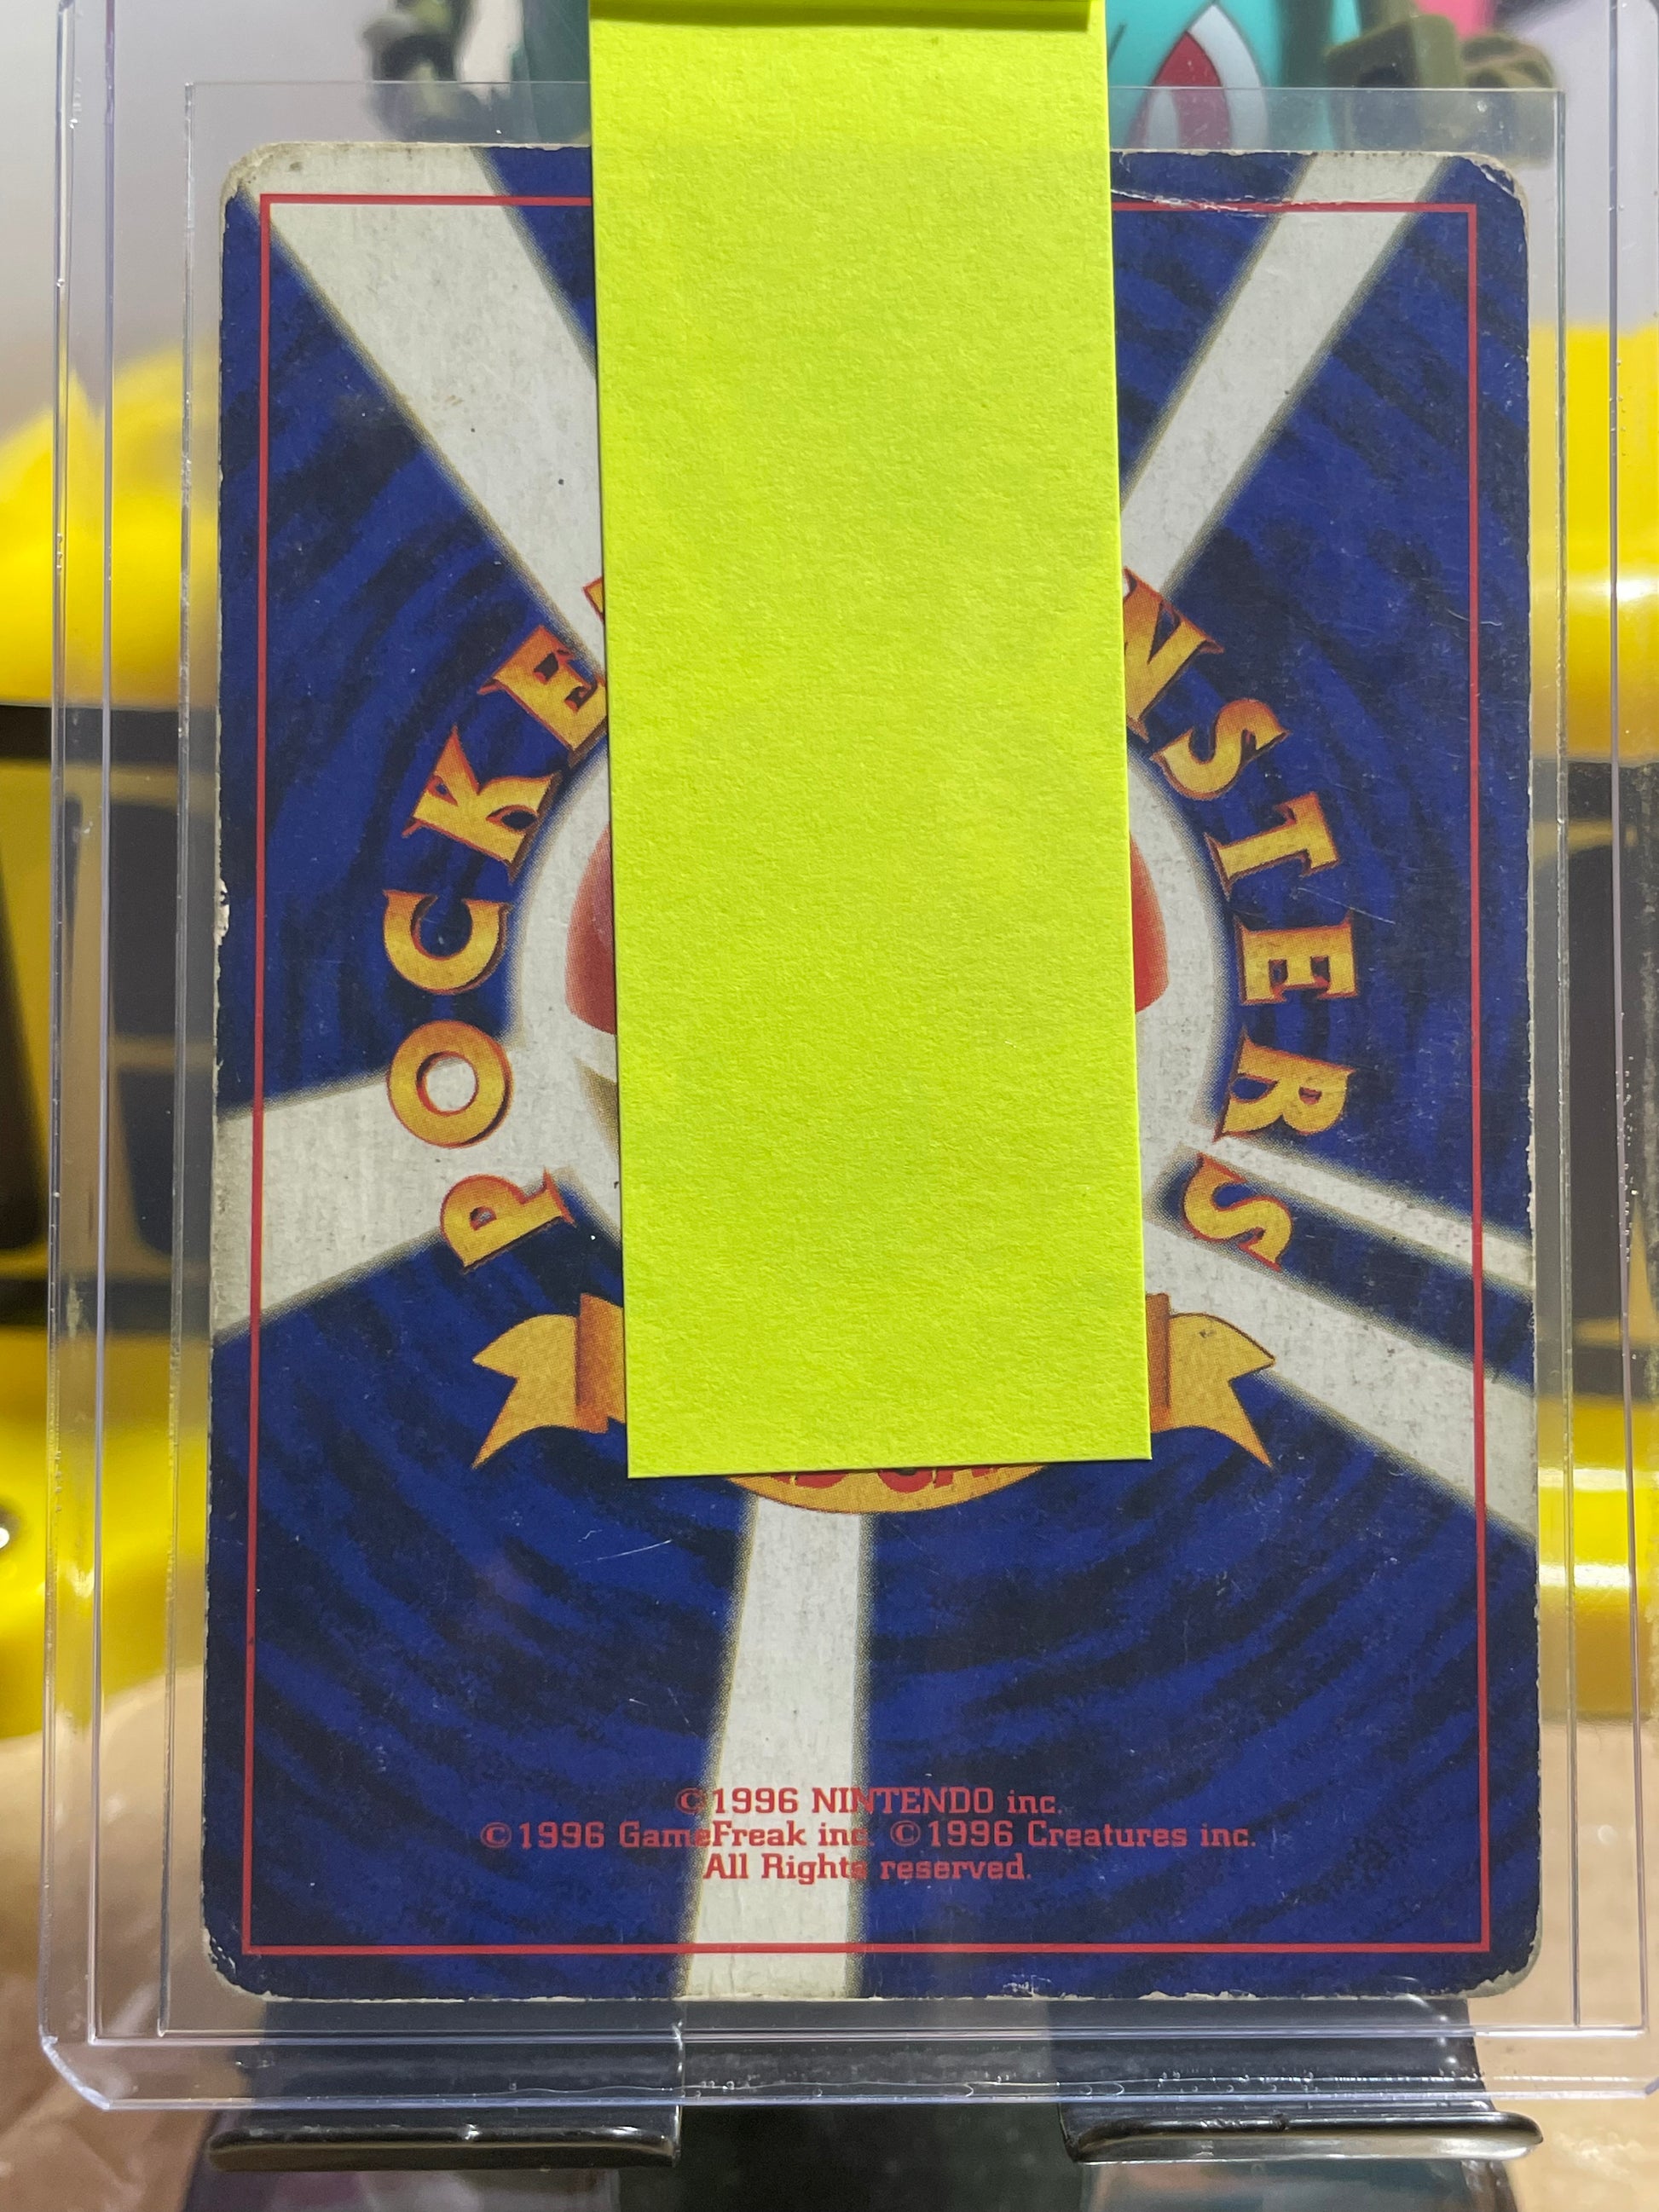 POCKE
NSTERS
©1996 NINTENDO inc.
©1996 GameFreak inc. ©1996 Creatures inc.
All Rights reserved.